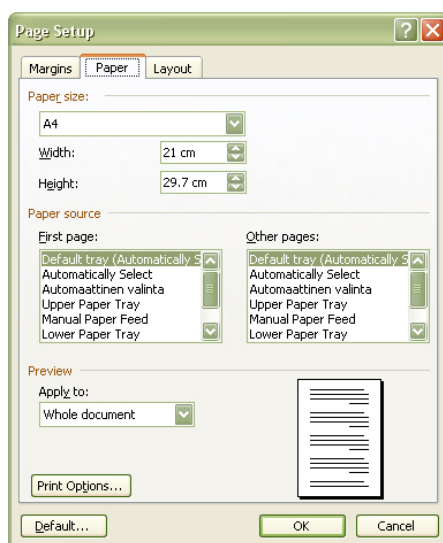 Page Setup
Margins Paper Layout
Paper size:
A4
Width: 21 cm
Height: 29.7 cm
Paper source
First page: Other pages:
Default tray (Automatically S Default tray (Automatically S
Automatically Select Automatically Select
Automaattinen valinta Automaattinen valinta
Upper Paper Tray Upper Paper Tray
Manual Paper Feed Manual Paper Feed
Lower Paper Tray Lower Paper Tray
Preview
Apply to:
Whole document
Print Options...
Default... OK Cancel